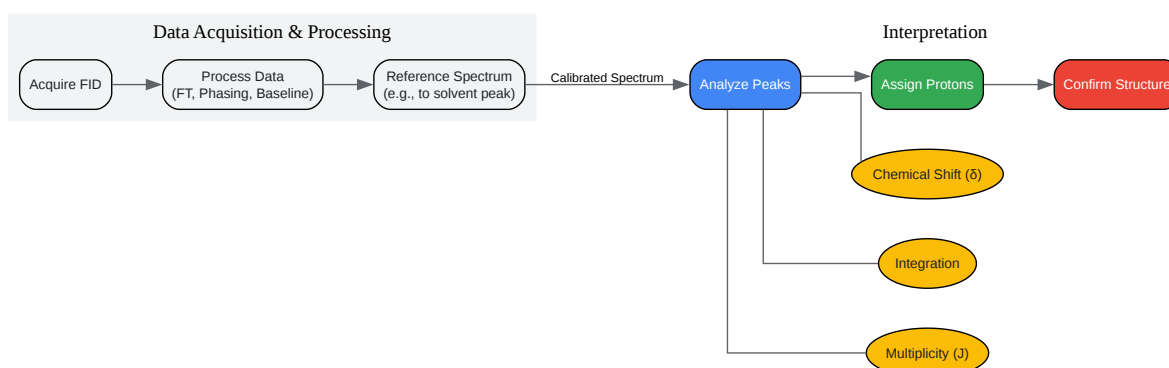 Data Acquisition & Processing
Interpretation
Acquire FID
Process Data
(FT, Phasing, Baseline)
Reference Spectrum
(e.g., to solvent peak)
Calibrated Spectrum
Analyze Peaks
Assign Protons
Confirm Structure
Chemical Shift (δ)
Integration
Multiplicity (J)